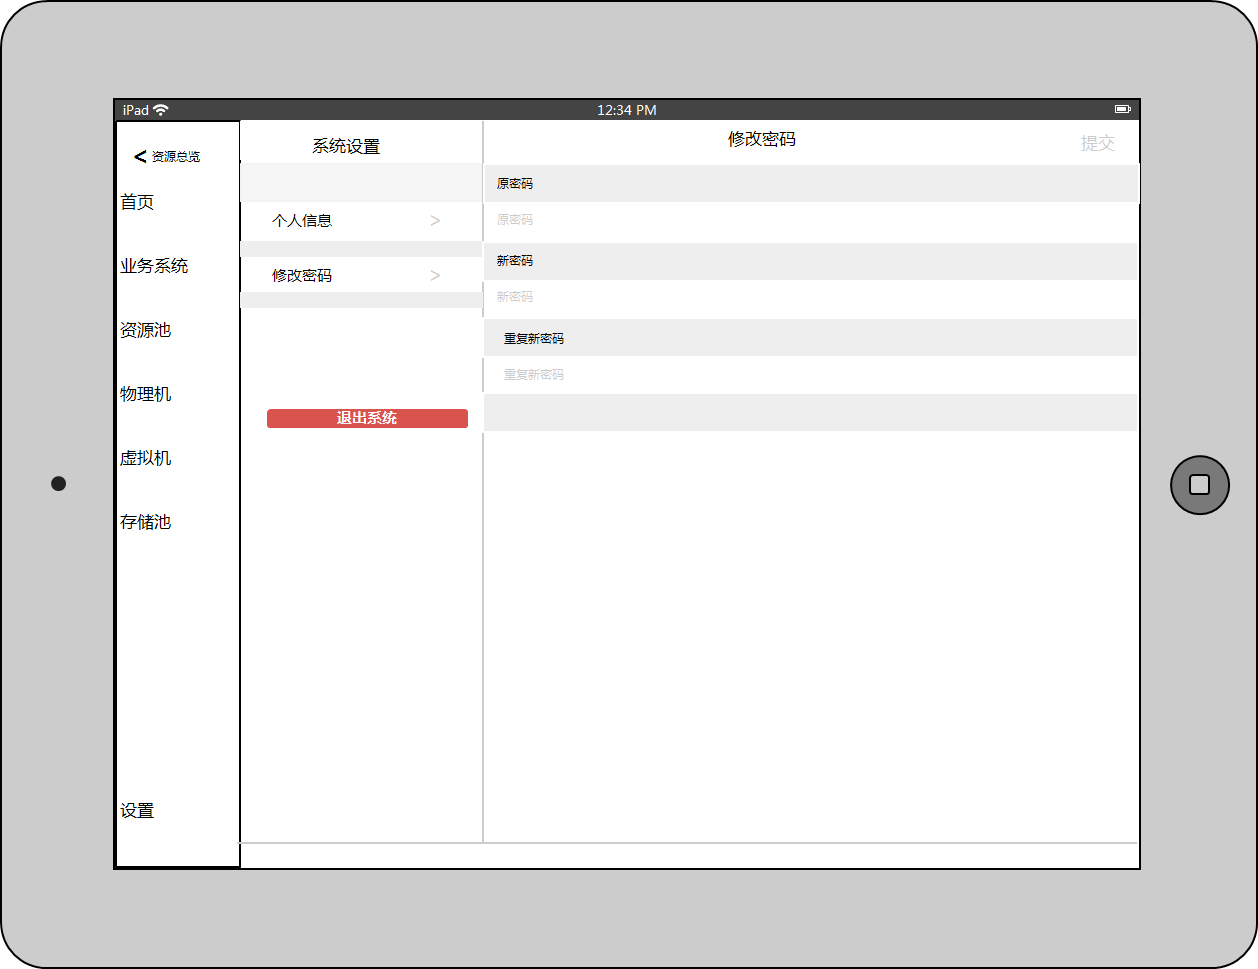 iPad 12:34 PM
< 资源总览
首页
业务系统
资源池
物理机
虚拟机
存储池
设置
系统设置
个人信息 >
修改密码 >
退出系统
修改密码 提交
原密码
原密码
新密码
新密码
重复新密码
重复新密码